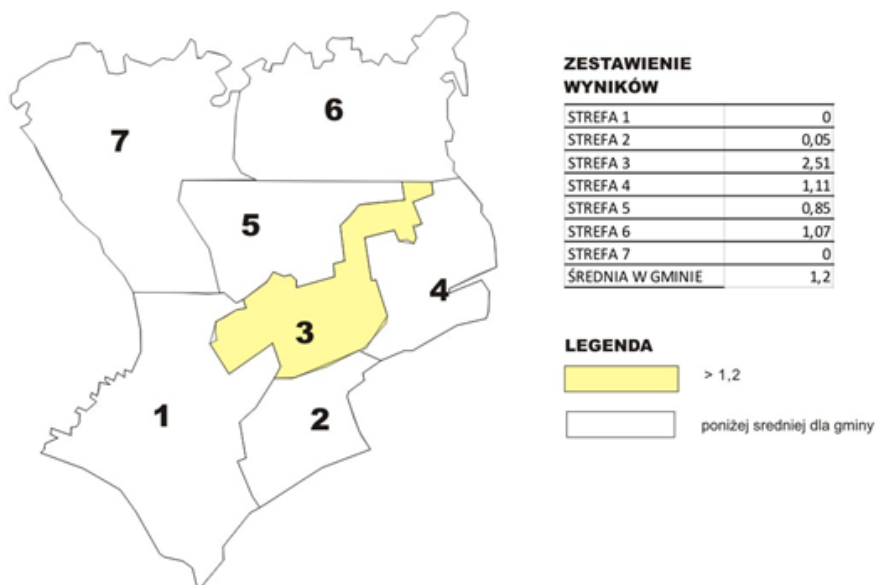 7
6
5
4
3
1
2
ZESTAWIENIE
WYNIKÓW
STREFA 1 0
STREFA 2 0,05
STREFA 3 2,51
STREFA 4 1,11
STREFA 5 0,85
STREFA 6 1,07
STREFA 7 0
ŚREDNIA W GMINIE 1,2
LEGENDA
> 1,2
poniżej sredniej dla gminy